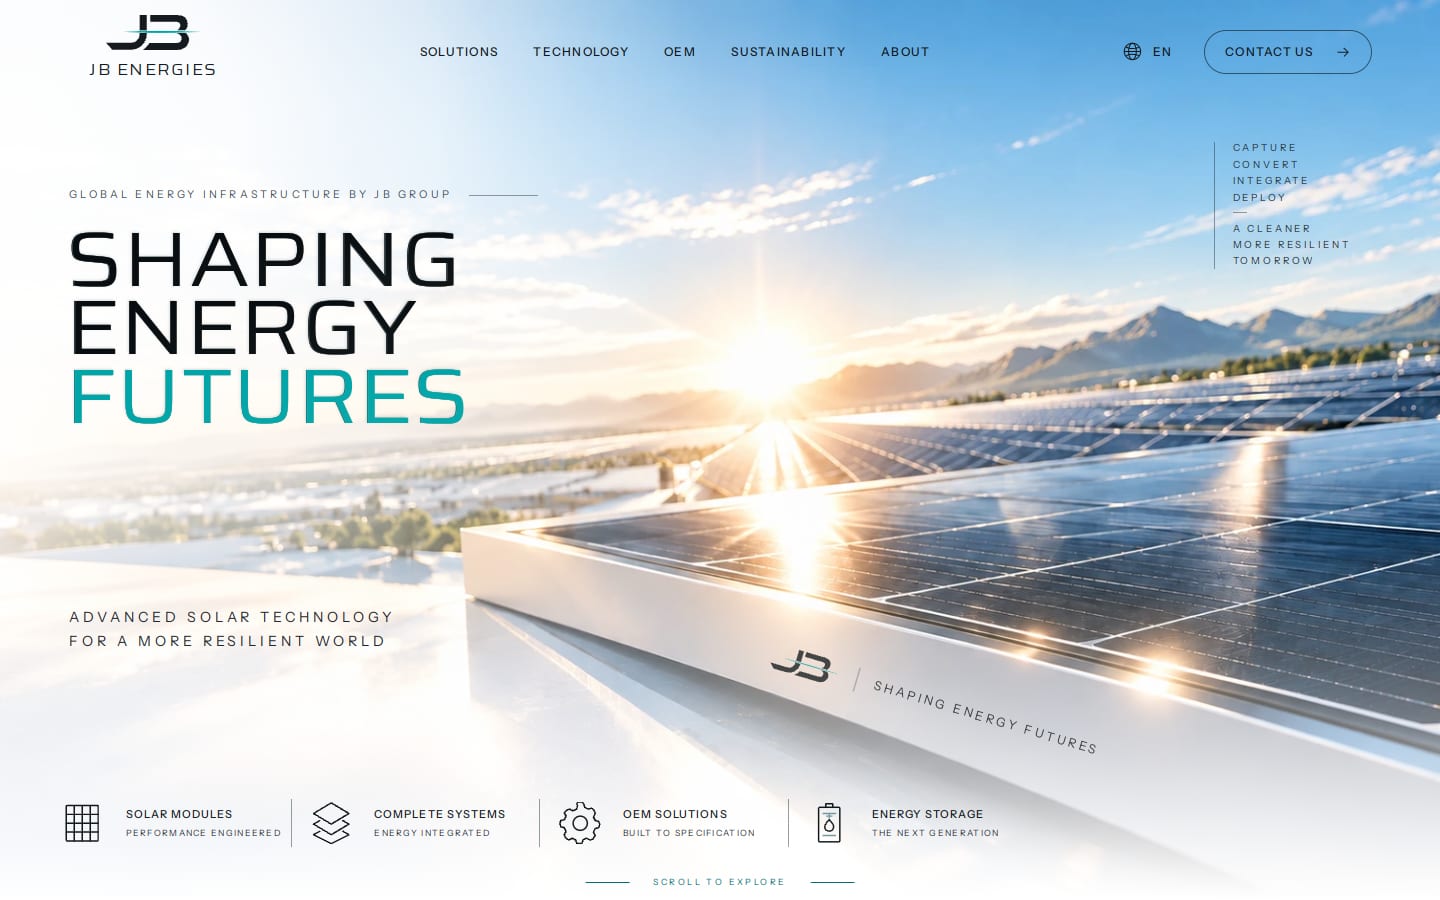 JB
JB ENERGIES
SOLUTIONS
TECHNOLOGY
OEM
SUSTAINABILITY
ABOUT
EN
CONTACT US
CAPTURE
CONVERT
INTEGRATE
DEPLOY
A CLEANER
MORE RESILIENT
TOMORROW
GLOBAL ENERGY INFRASTRUCTURE BY JB GROUP
SHAPING
ENERGY
FUTURES
ADVANCED SOLAR TECHNOLOGY
FOR A MORE RESILIENT WORLD
JB
SHAPING ENERGY FUTURES
SOLAR MODULES
PERFORMANCE ENGINEERED
COMPLETE SYSTEMS
ENERGY INTEGRATED
OEM SOLUTIONS
BUILT TO SPECIFICATION
ENERGY STORAGE
THE NEXT GENERATION
SCROLL TO EXPLORE